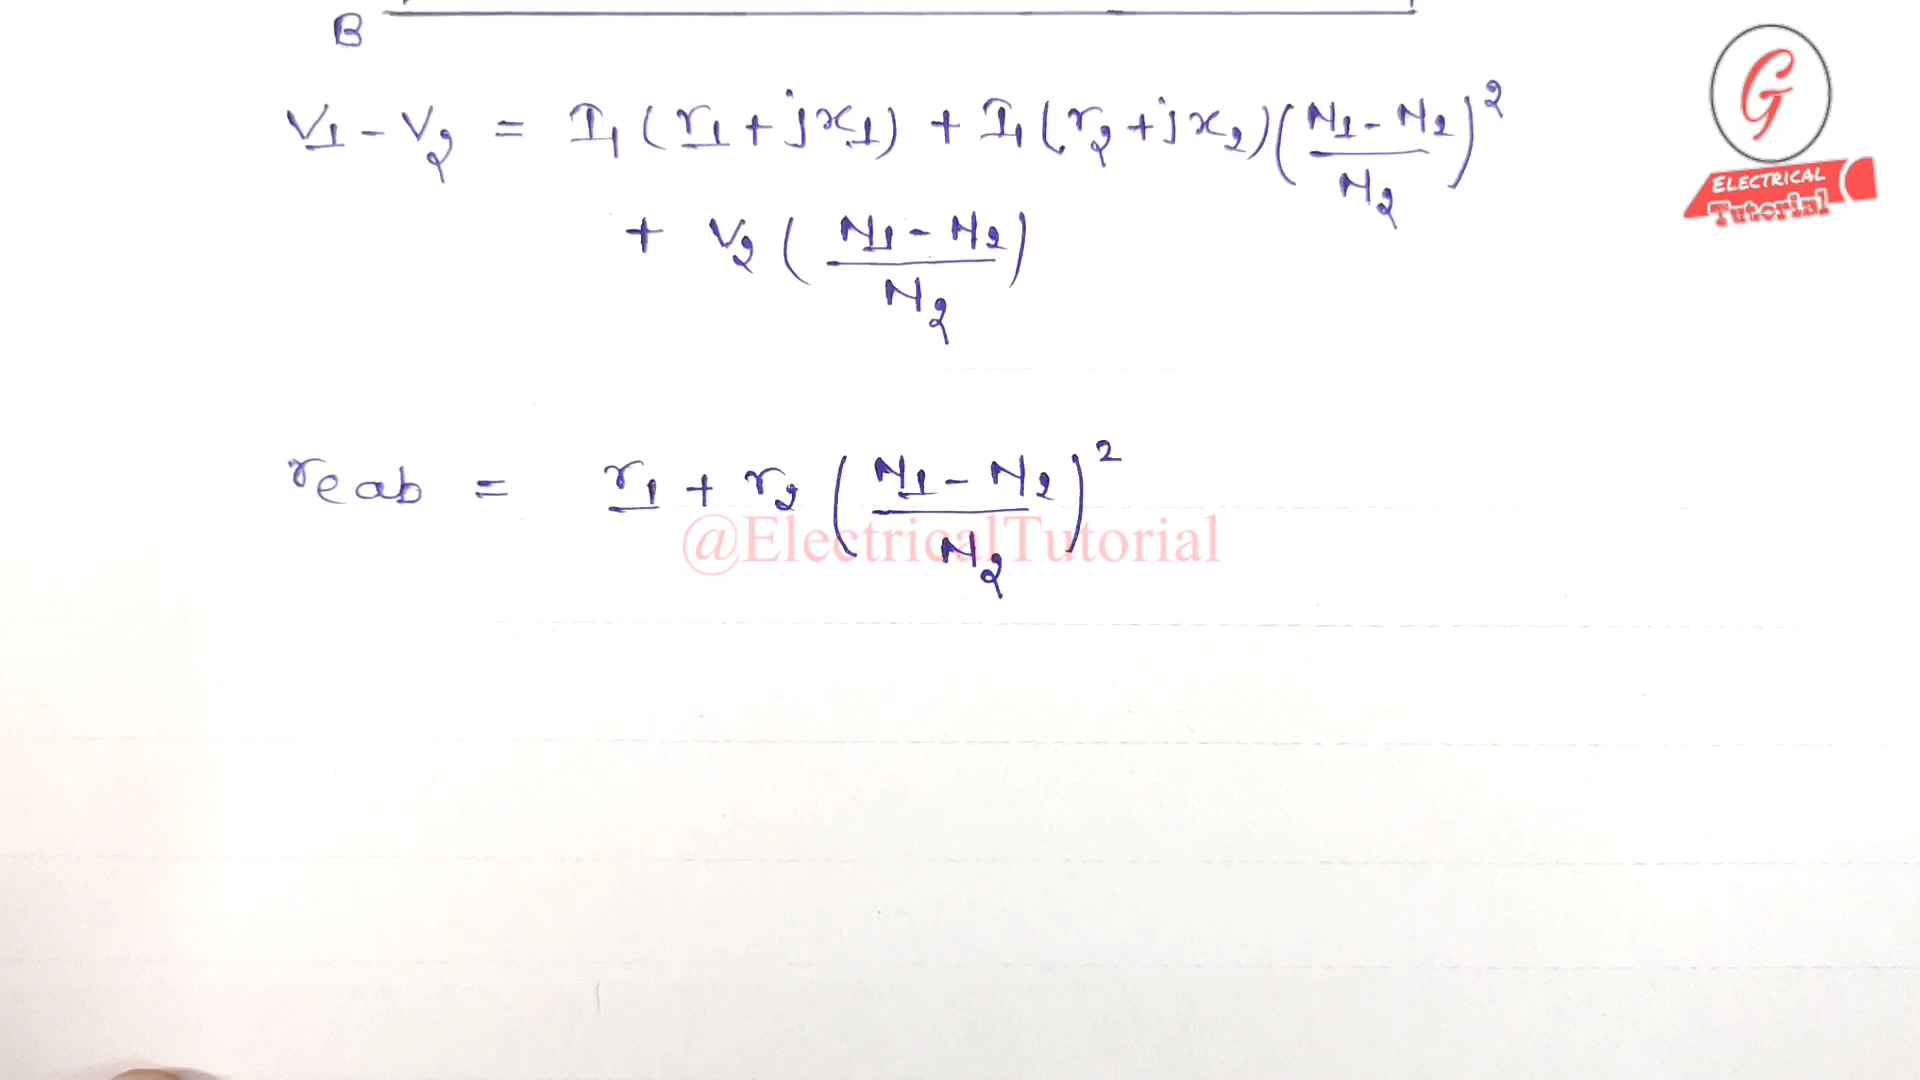 B
V₁ - V₂ = I₁ (r₁ + jx₁) + I₁ (r₂ + jx₂) ((N₁ - N₂)/N₂)²
+ V₂ ((N₁ - N₂)/N₂)
r e ab = r₁ + r₂ ((N₁ - N₂)/N₂)²
@ElectricalTutorial
G
ELECTRICAL
Tutorial